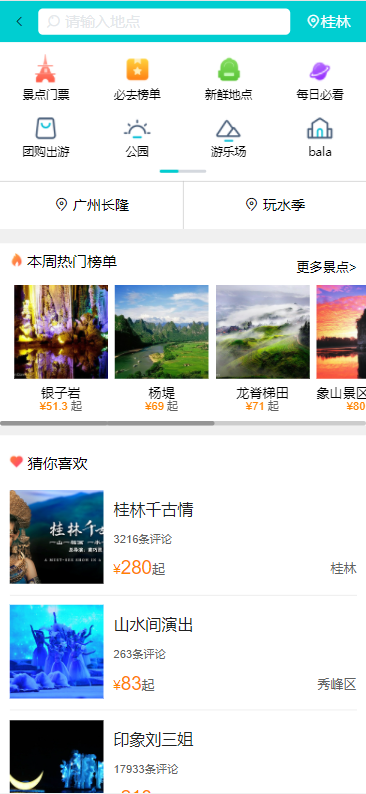 请输入地点
桂林
景点门票
必去榜单
新鲜地点
每日必看
团购出游
公园
游乐场
bala
广州长隆
玩水季
本周热门榜单
更多景点>
银子岩
杨堤
龙脊梯田
象山景区
¥51.3 起
¥69 起
¥71 起
¥80
猜你喜欢
桂林千古情
3216条评论
¥280起
桂林
桂林千古
山水间演出
263条评论
¥83起
秀峰区
印象刘三姐
17933条评论